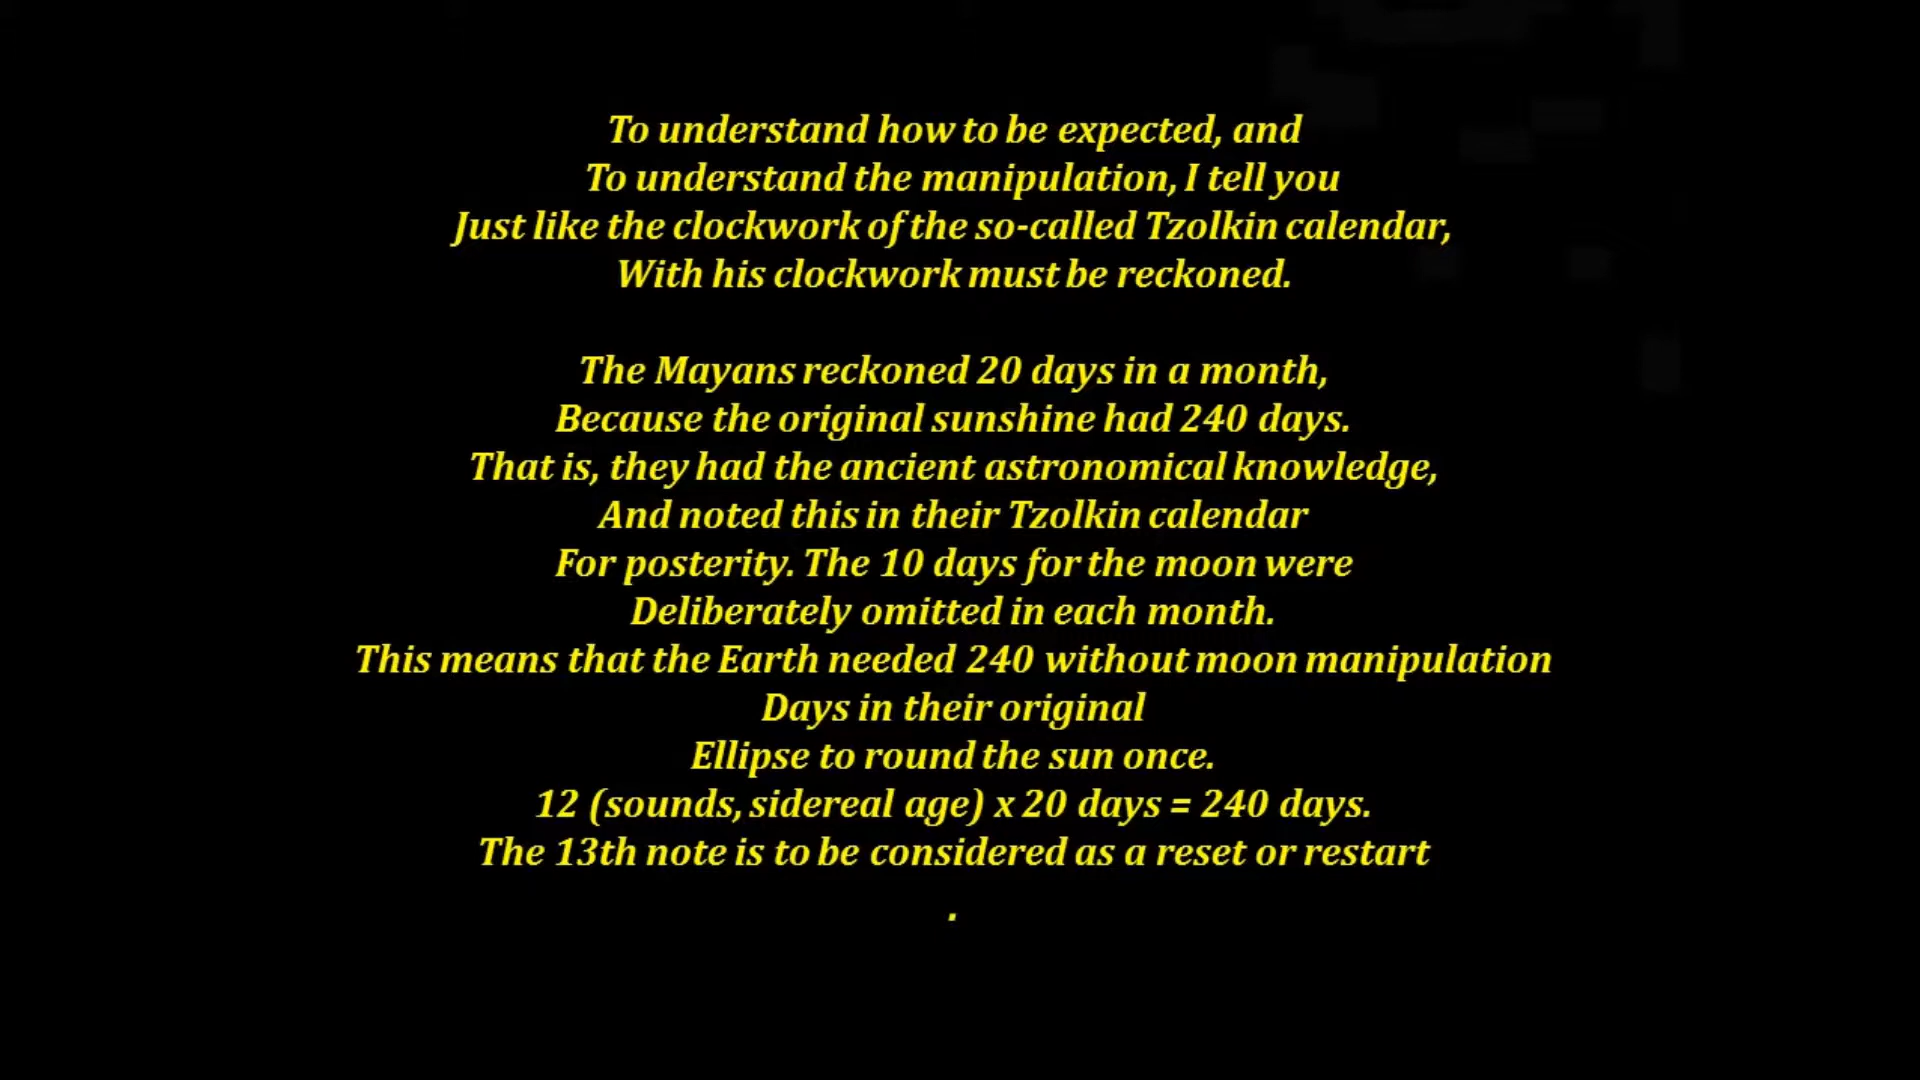 To understand how to be expected, and
To understand the manipulation, I tell you
Just like the clockwork of the so-called Tzolkin calendar,
With his clockwork must be reckoned.
The Mayans reckoned 20 days in a month,
Because the original sunshine had 240 days.
That is, they had the ancient astronomical knowledge,
And noted this in their Tzolkin calendar
For posterity. The 10 days for the moon were
Deliberately omitted in each month.
This means that the Earth needed 240 without moon manipulation
Days in their original
Ellipse to round the sun once.
12 (sounds, sidereal age) x 20 days = 240 days.
The 13th note is to be considered as a reset or restart
.